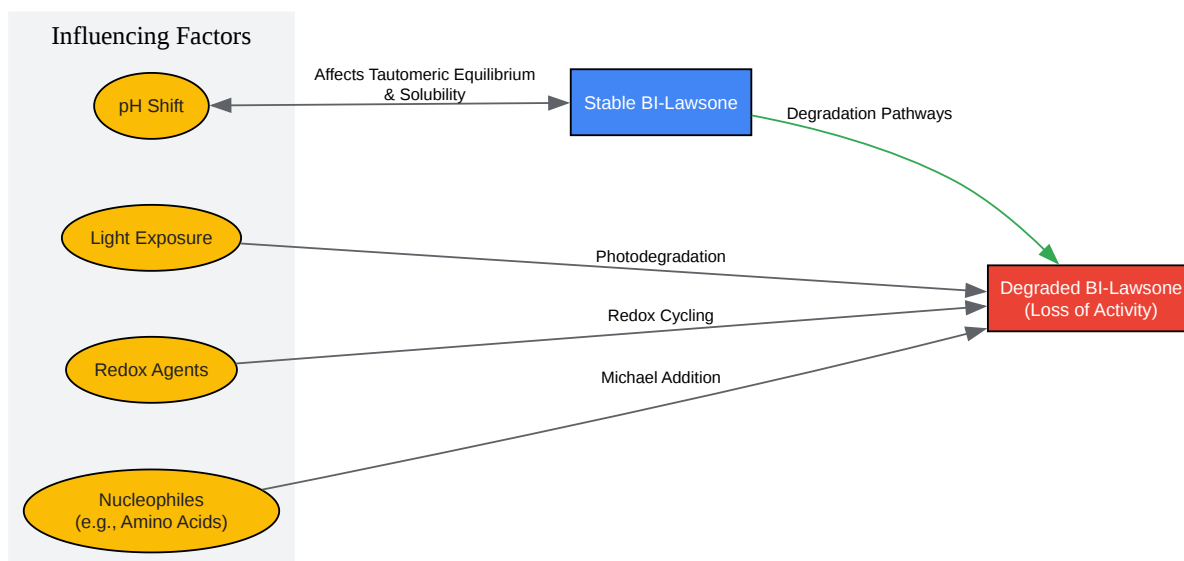 Influencing Factors
pH Shift
Affects Tautomeric Equilibrium
& Solubility
Stable BI-Lawsone
Degradation Pathways
Light Exposure
Photodegradation
Degraded BI-Lawsone
(Loss of Activity)
Redox Cycling
Redox Agents
Michael Addition
Nucleophiles
(e.g., Amino Acids)